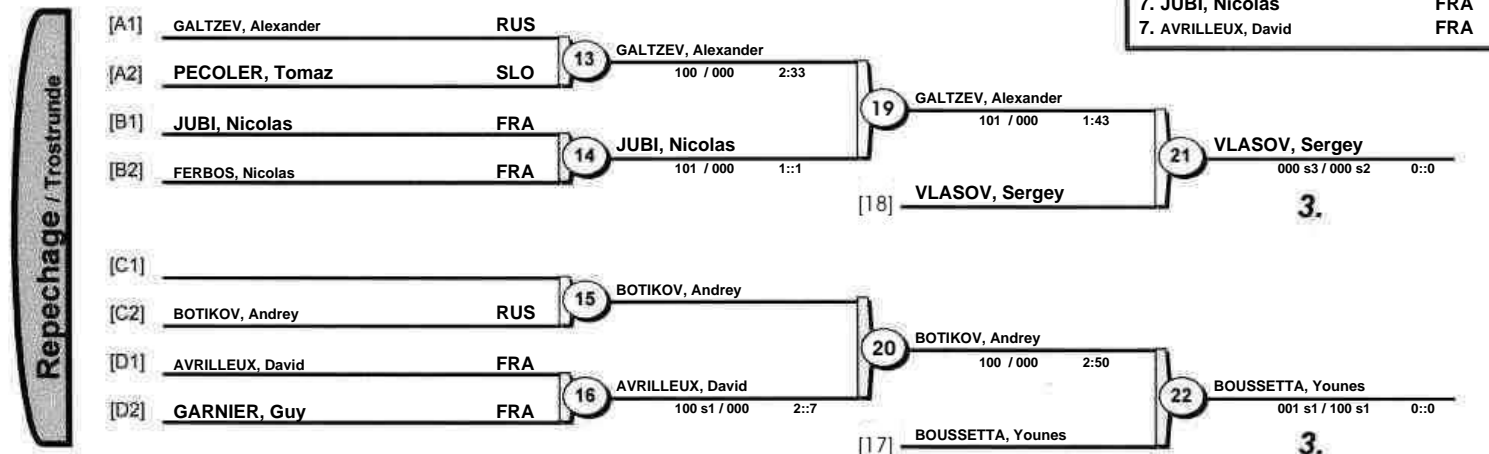 7. JUBI, Nicolas FRA
7. AVRILLEUX, David FRA
Repechage / Trostrunde
[A1] GALTZEV, Alexander RUS
13
GALTZEV, Alexander
100 / 000 2:33
[A2] PECOLER, Tomaz SLO
19
GALTZEV, Alexander
101 / 000 1:43
[B1] JUBI, Nicolas FRA
14
JUBI, Nicolas
101 / 000 1::1
[B2] FERBOS, Nicolas FRA
21
VLASOV, Sergey
000 s3 / 000 s2 0::0
[18] VLASOV, Sergey
3.
[C1]
15
BOTIKOV, Andrey
[C2] BOTIKOV, Andrey RUS
20
BOTIKOV, Andrey
100 / 000 2:50
[D1] AVRILLEUX, David FRA
16
AVRILLEUX, David
100 s1 / 000 2::7
[D2] GARNIER, Guy FRA
22
BOUSSETTA, Younes
001 s1 / 100 s1 0::0
[17] BOUSSETTA, Younes
3.